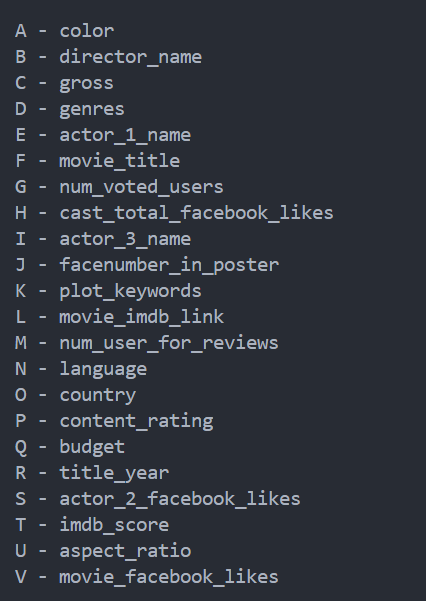 A - color
B - director_name
C - gross
D - genres
E - actor_1_name
F - movie_title
G - num_voted_users
H - cast_total_facebook_likes
I - actor_3_name
J - facenumber_in_poster
K - plot_keywords
L - movie_imdb_link
M - num_user_for_reviews
N - language
O - country
P - content_rating
Q - budget
R - title_year
S - actor_2_facebook_likes
T - imdb_score
U - aspect_ratio
V - movie_facebook_likes